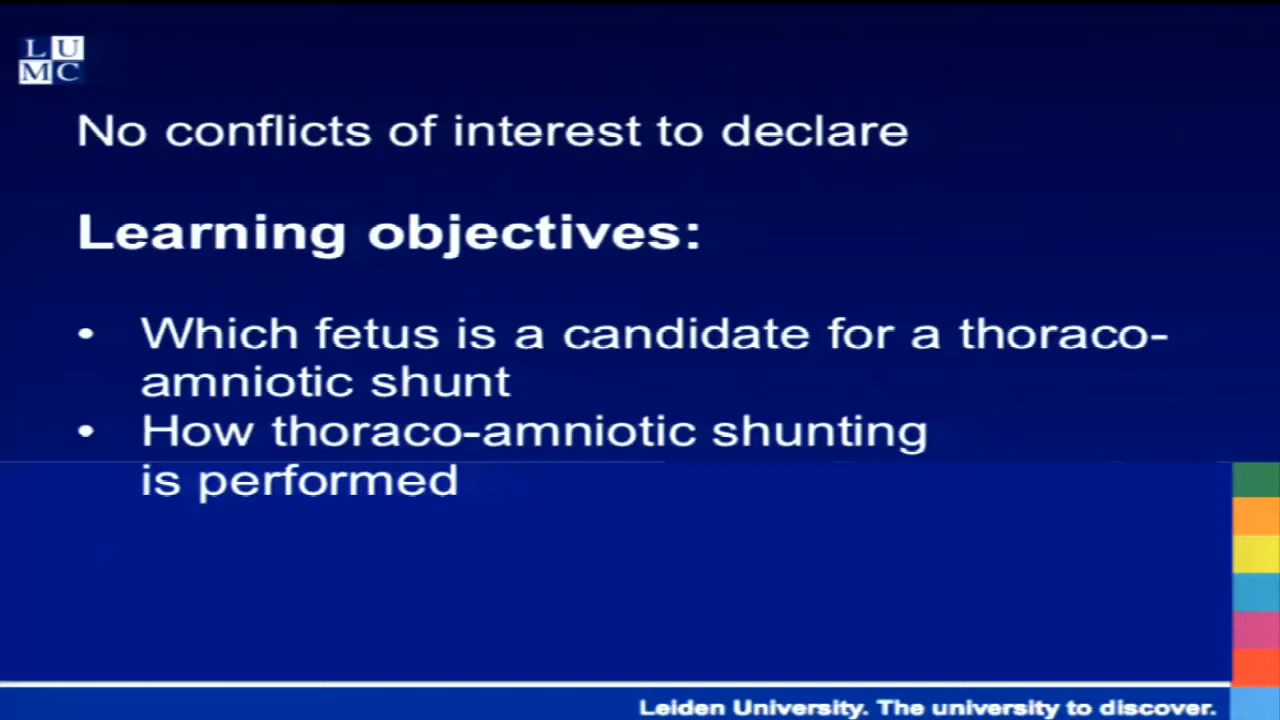 LU
MC
No conflicts of interest to declare
Learning objectives:
• Which fetus is a candidate for a thoraco-
amniotic shunt
• How thoraco-amniotic shunting
is performed
Leiden University. The university to discover.